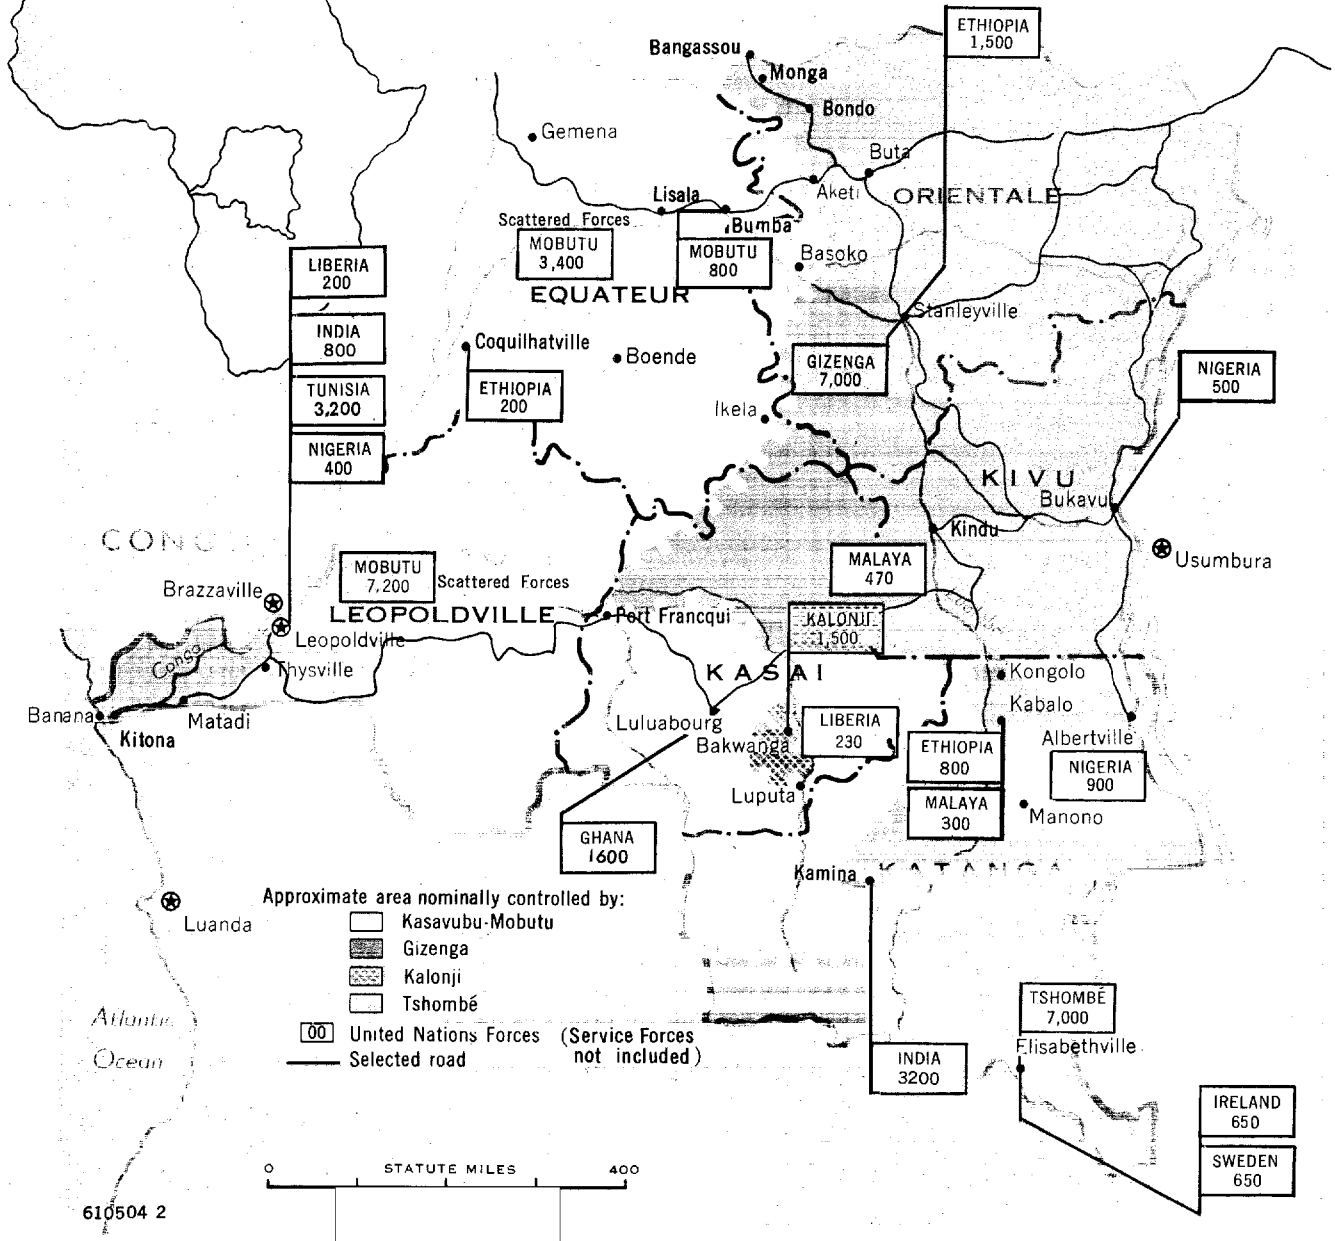 ETHIOPIA
1,500
Bangassou
Monga
Bondo
Gemena
Buta
Aketi
ORIENTALE
Lisala
Scattered Forces
Bumba
MOBUTU
3,400
MOBUTU
800
Basoko
LIBERIA
200
EQUATEUR
Stanleyville
INDIA
800
Coquilhatville
Boende
GIZENGA
7,000
NIGERIA
500
TUNISIA
3,200
ETHIOPIA
200
Ikela
NIGERIA
400
KIVU
Bukavu
CONG
Kindu
Usumbura
MALAYA
470
MOBUTU
7,200
Scattered Forces
Brazzaville
LEOPOLDVILLE
Port Francqui
KALONJI
1,500
Leopoldville
Congo
Thysville
KASAI
Kongolo
Kabalo
Banana
Matadi
Kitona
Luluabourg
Bakwanga
LIBERIA
230
ETHIOPIA
800
Albertville
NIGERIA
900
Luputa
MALAYA
300
Manono
GHANA
1600
Kamina
KATANGA
Luanda
Approximate area nominally controlled by:
Kasavubu-Mobutu
Gizenga
Kalonji
Tshombé
00 United Nations Forces (Service Forces
not included)
Selected road
Atlantic
Ocean
TSHOMBÉ
7,000
Elisabethville
INDIA
3200
IRELAND
650
SWEDEN
650
0 STATUTE MILES 400
610504 2